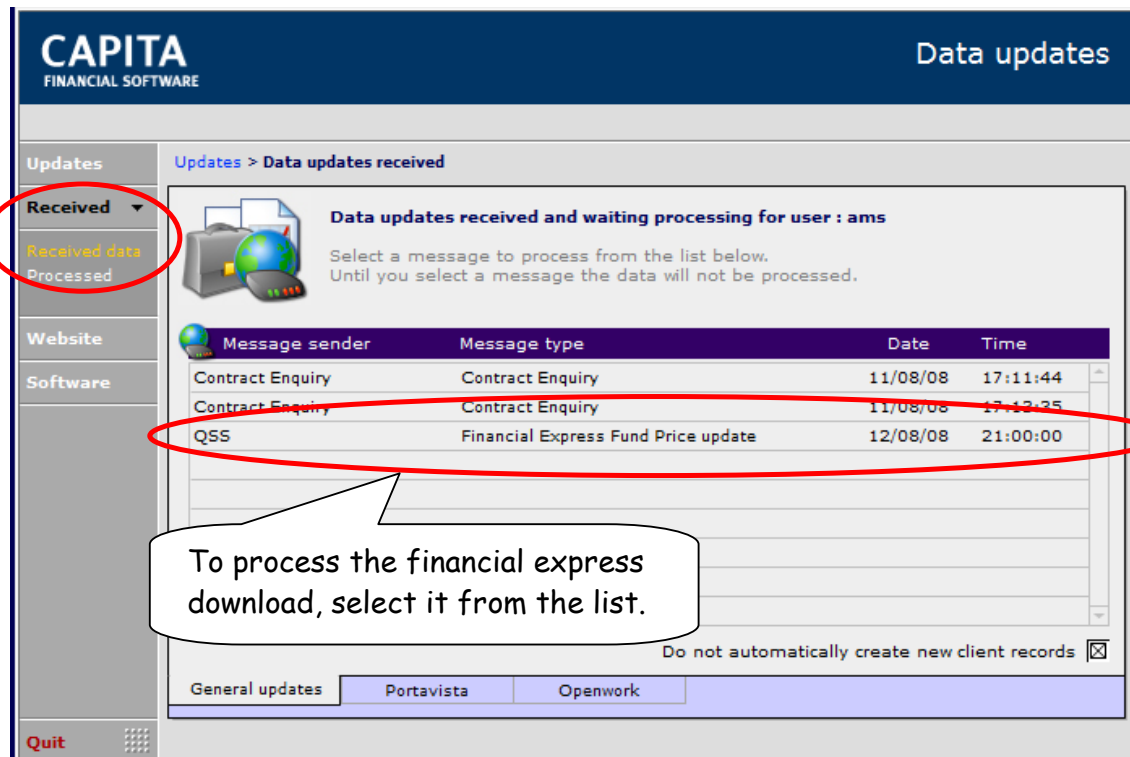 CAPITA
FINANCIAL SOFTWARE
Data updates
Updates
Updates > Data updates received
Received
Received data
Processed
Website
Software
Data updates received and waiting processing for user : ams
Select a message to process from the list below.
Until you select a message the data will not be processed.
Message sender Message type Date Time
Contract Enquiry Contract Enquiry 11/08/08 17:11:44
Contract Enquiry Contract Enquiry 11/08/08 17:13:35
QSS Financial Express Fund Price update 12/08/08 21:00:00
To process the financial express
download, select it from the list.
Do not automatically create new client records
General updates Portavista Openwork
Quit